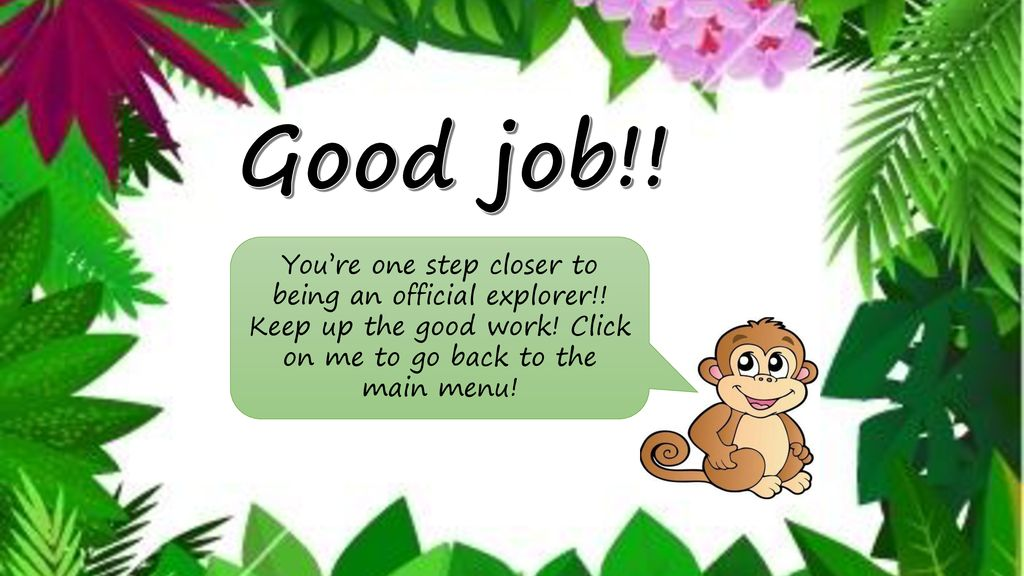 Good job!!
You’re one step closer to
being an official explorer!!
Keep up the good work! Click
on me to go back to the
main menu!